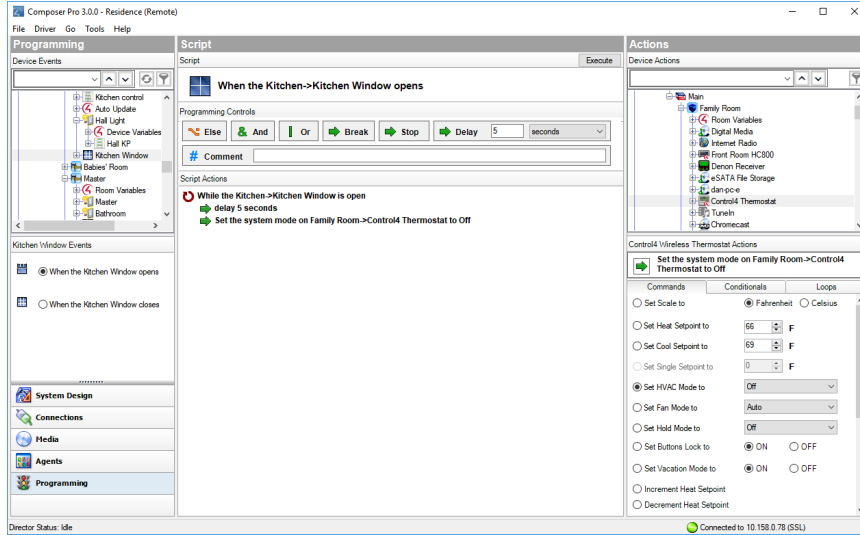 Composer Pro 3.0.0 - Residence (Remote)
File Driver Go Tools Help
Programming
Device Events
Kitchen control
Auto Update
Hall Light
Device Variables
Hall KP
Kitchen Window
Babies' Room
Master
Room Variables
Master
Bathroom
Kitchen Window Events
When the Kitchen Window opens
When the Kitchen Window closes
System Design
Connections
Media
Agents
Programming
Script
Script Execute
When the Kitchen->Kitchen Window opens
Programming Controls
Else & And Or Break Stop Delay 5 seconds
# Comment
Script Actions
While the Kitchen->Kitchen Window is open
delay 5 seconds
Set the system mode on Family Room->Control4 Thermostat to Off
Actions
Device Actions
Main
Family Room
Room Variables
Digital Media
Internet Radio
Front Room HC800
Denon Receiver
eSATA File Storage
dan-pc-e
Control4 Thermostat
TuneIn
Chromecast
Control4 Wireless Thermostat Actions
Set the system mode on Family Room->Control4
Thermostat to Off
Commands Conditionals Loops
Set Scale to Fahrenheit Celsius
Set Heat Setpoint to 66 F
Set Cool Setpoint to 69 F
Set Single Setpoint to 0 F
Set HVAC Mode to Off
Set Fan Mode to Auto
Set Hold Mode to Off
Set Buttons Lock to ON OFF
Set Vacation Mode to ON OFF
Increment Heat Setpoint
Decrement Heat Setpoint
Director Status: Idle
Connected to 10.158.0.78 (SSL)